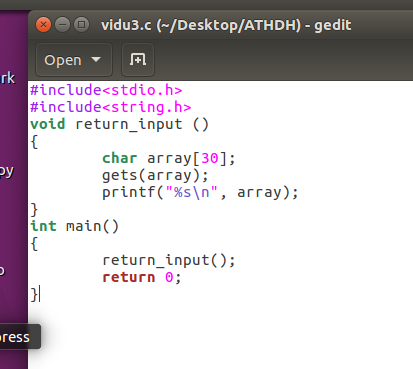 vidu3.c (~/Desktop/ATHDH) - gedit
Open
rk
#include<stdio.h>
#include<string.h>
void return_input ()
{
char array[30];
gets(array);
printf("%s\n", array);
}
int main()
{
return_input();
return 0;
}
py
ress